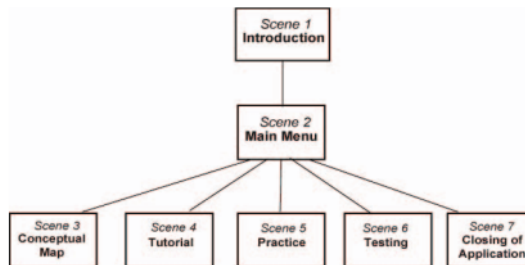 Scene 1
Introduction
Scene 2
Main Menu
Scene 3
Conceptual
Map
Scene 4
Tutorial
Scene 5
Practice
Scene 6
Testing
Scene 7
Closing of
Application